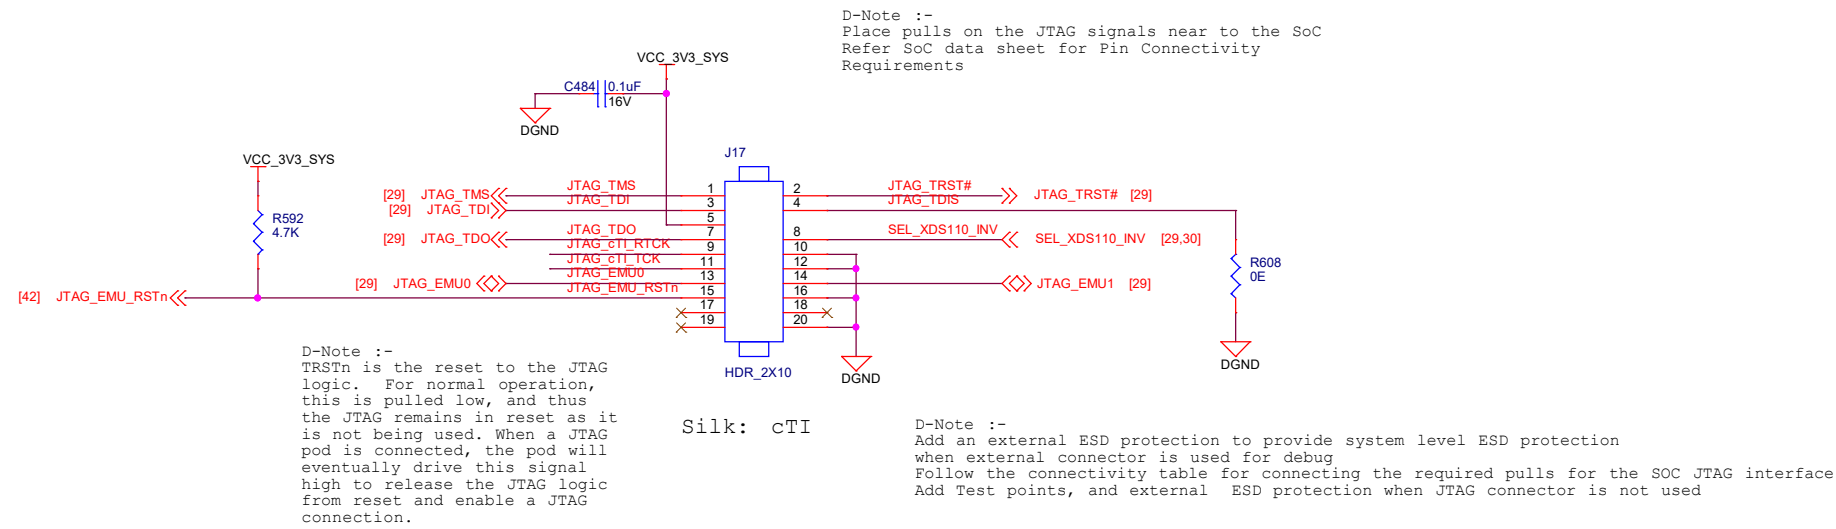 D-Note :-
Place pulls on the JTAG signals near to the SoC
Refer SoC data sheet for Pin Connectivity
Requirements
VCC_3V3_SYS
C484 0.1uF
16V
DGND
VCC_3V3_SYS
R592
4.7K
J17
[29] JTAG_TMS JTAG_TMS 1 2 JTAG_TRST# JTAG_TRST# [29]
[29] JTAG_TDI JTAG_TDI 3 4 JTAG_TDIS
5
[29] JTAG_TDO JTAG_TDO 7 8 SEL_XDS110_INV SEL_XDS110_INV [29,30]
JTAG_cTI_RTCK 9 10
JTAG_cTI_TCK 11 12
[29] JTAG_EMU0 JTAG_EMU0 13 14 JTAG_EMU1 [29]
[42] JTAG_EMU_RSTn JTAG_EMU_RSTn 15 16
17 18
19 20
R608
0E
DGND
HDR_2X10
DGND
Silk: cTI
D-Note :-
TRSTn is the reset to the JTAG
logic. For normal operation,
this is pulled low, and thus
the JTAG remains in reset as it
is not being used. When a JTAG
pod is connected, the pod will
eventually drive this signal
high to release the JTAG logic
from reset and enable a JTAG
connection.
D-Note :-
Add an external ESD protection to provide system level ESD protection
when external connector is used for debug
Follow the connectivity table for connecting the required pulls for the SOC JTAG interface
Add Test points, and external ESD protection when JTAG connector is not used